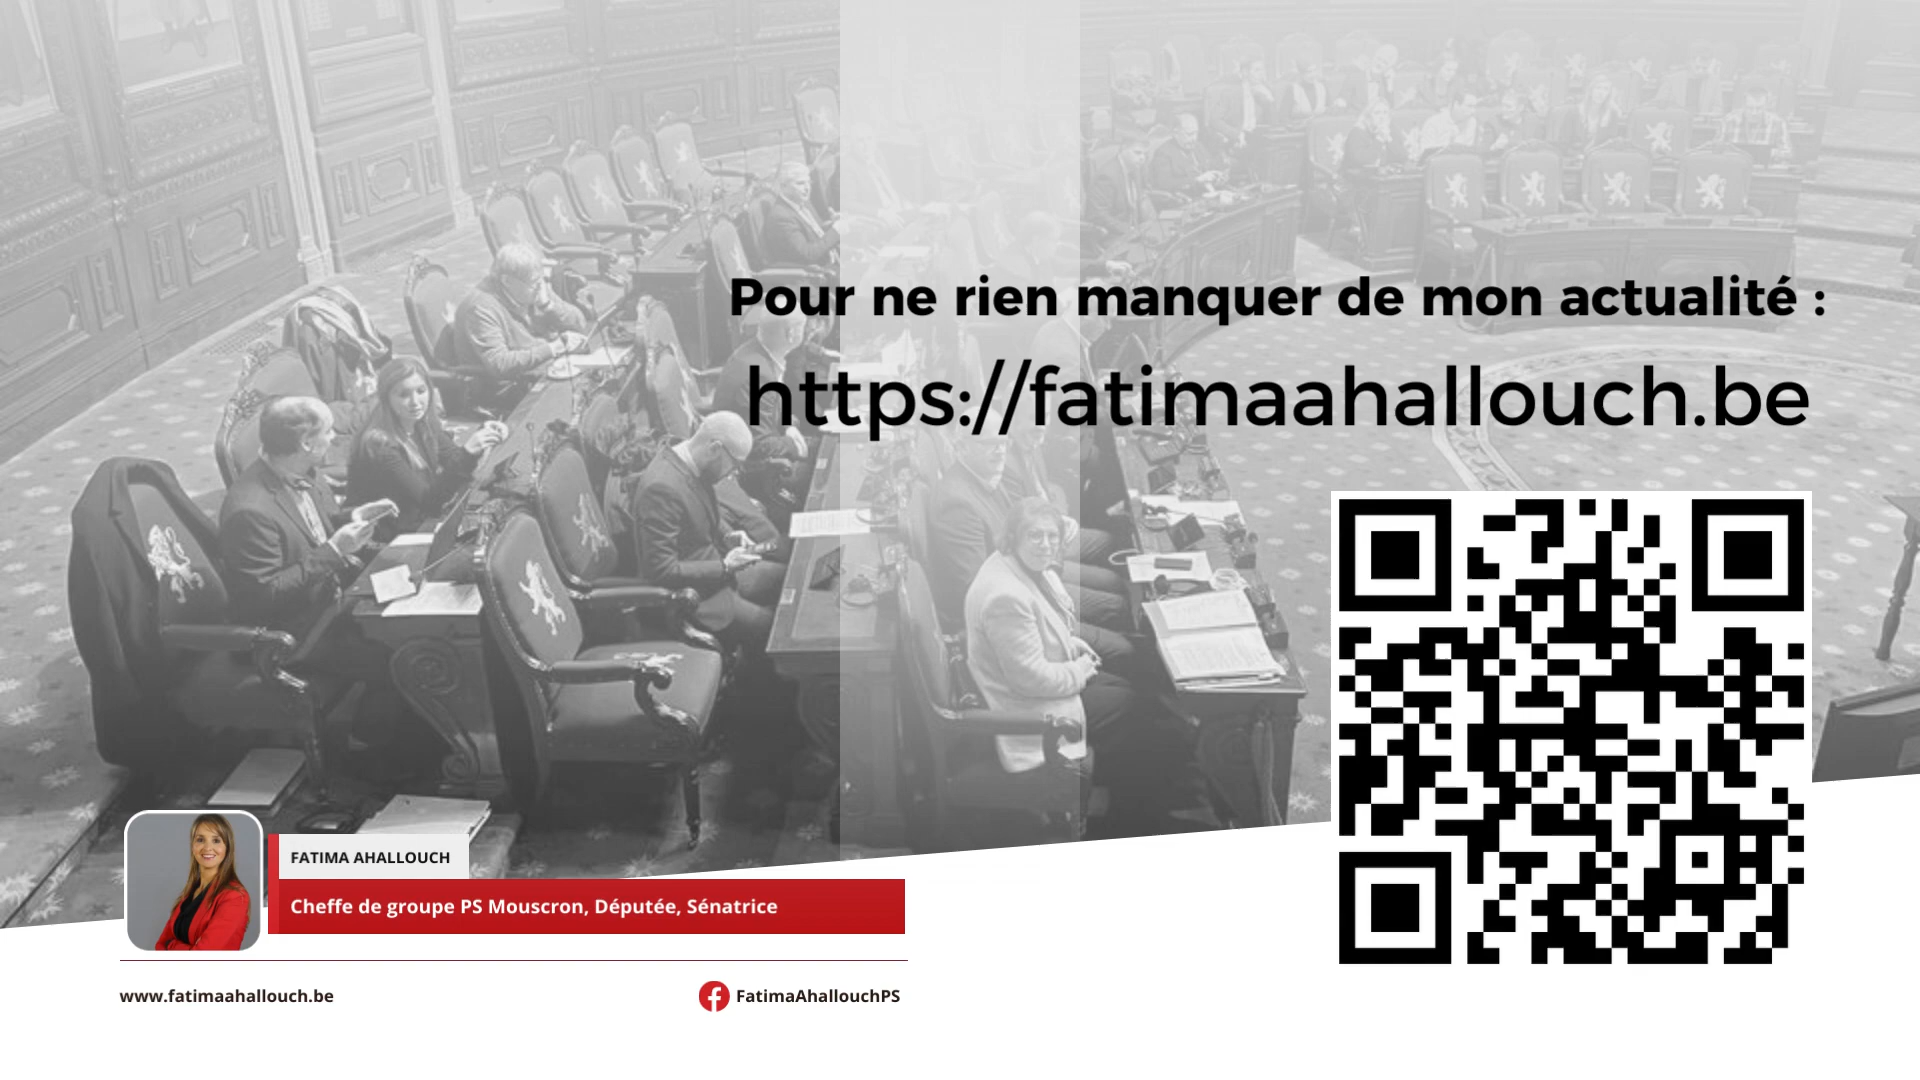 Pour ne rien manquer de mon actualité :
https://fatimaahallouch.be
FATIMA AHALLOUCH
Cheffe de groupe PS Mouscron, Députée, Sénatrice
www.fatimaahallouch.be
FatimaAhallouchPS